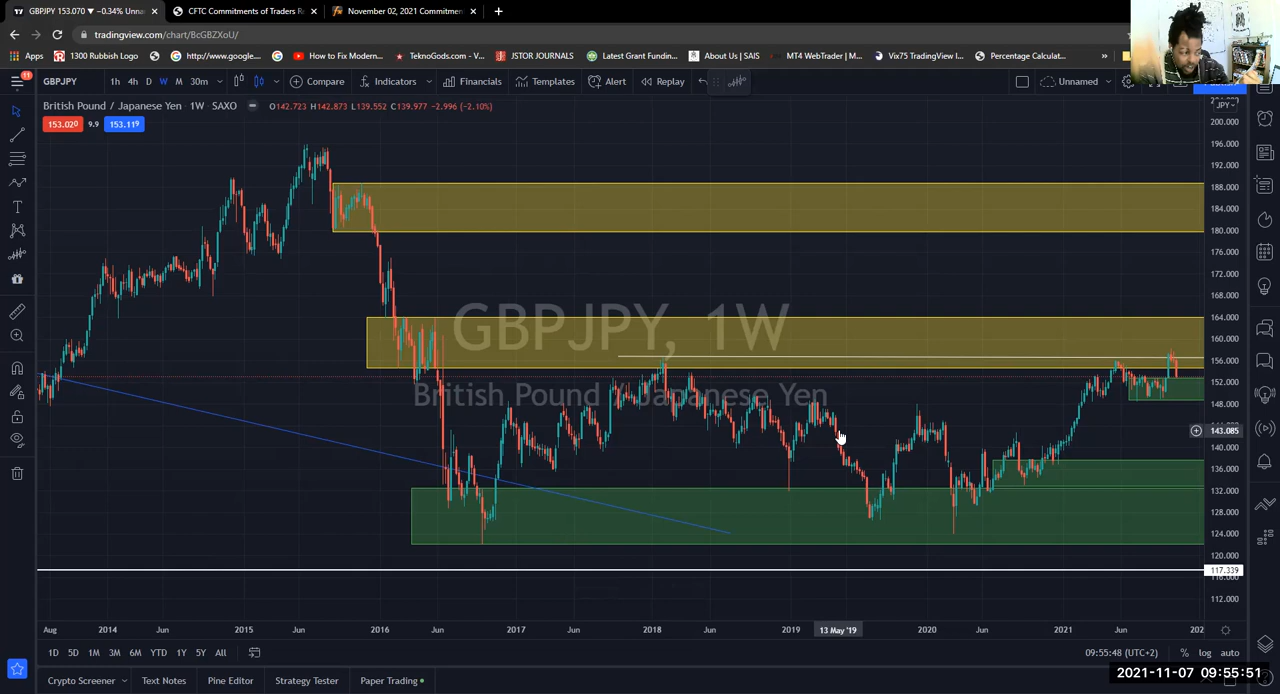 GBPJPY 153.070 ▼ −0.34% Unna
CFTC Commitments of Traders Re
November 02, 2021 Commitment
tradingview.com/chart/BcGBZXoU/
Apps
1300 Rubbish Logo
YouTube
How to Fix Modern...
TeknoGods.com - V...
JSTOR JOURNALS
Latest Grant Fundin...
About Us | SAIS
MT4 WebTrader | M...
Vix75 TradingView I...
Percentage Calculat...
»
11
GBPJPY
1h 4h D W M 30m
Compare
Indicators
Financials
Templates
Alert
Replay
Unnamed
British Pound / Japanese Yen · 1W · SAXO
O142.723 H142.873 L139.552 C139.977 −2.996 (−2.10%)
153.020 9.9 153.119
JPY
200.000
196.000
192.000
188.000
184.000
180.000
176.000
172.000
168.000
164.000
160.000
156.000
152.000
148.000
143.085
140.000
136.000
132.000
128.000
124.000
120.000
117.339
116.000
112.000
GBPJPY, 1W
British Pound / Japanese Yen
Aug 2014 Jun 2015 Jun 2016 Jun 2017 Jun 2018 Jun 2019 13 May '19 2020 Jun 2021 Jun 202
1D 5D 1M 3M 6M YTD 1Y 5Y All
09:55:48 (UTC+2) % log auto
Crypto Screener Text Notes Pine Editor Strategy Tester Paper Trading
2021-11-07 09:55:51